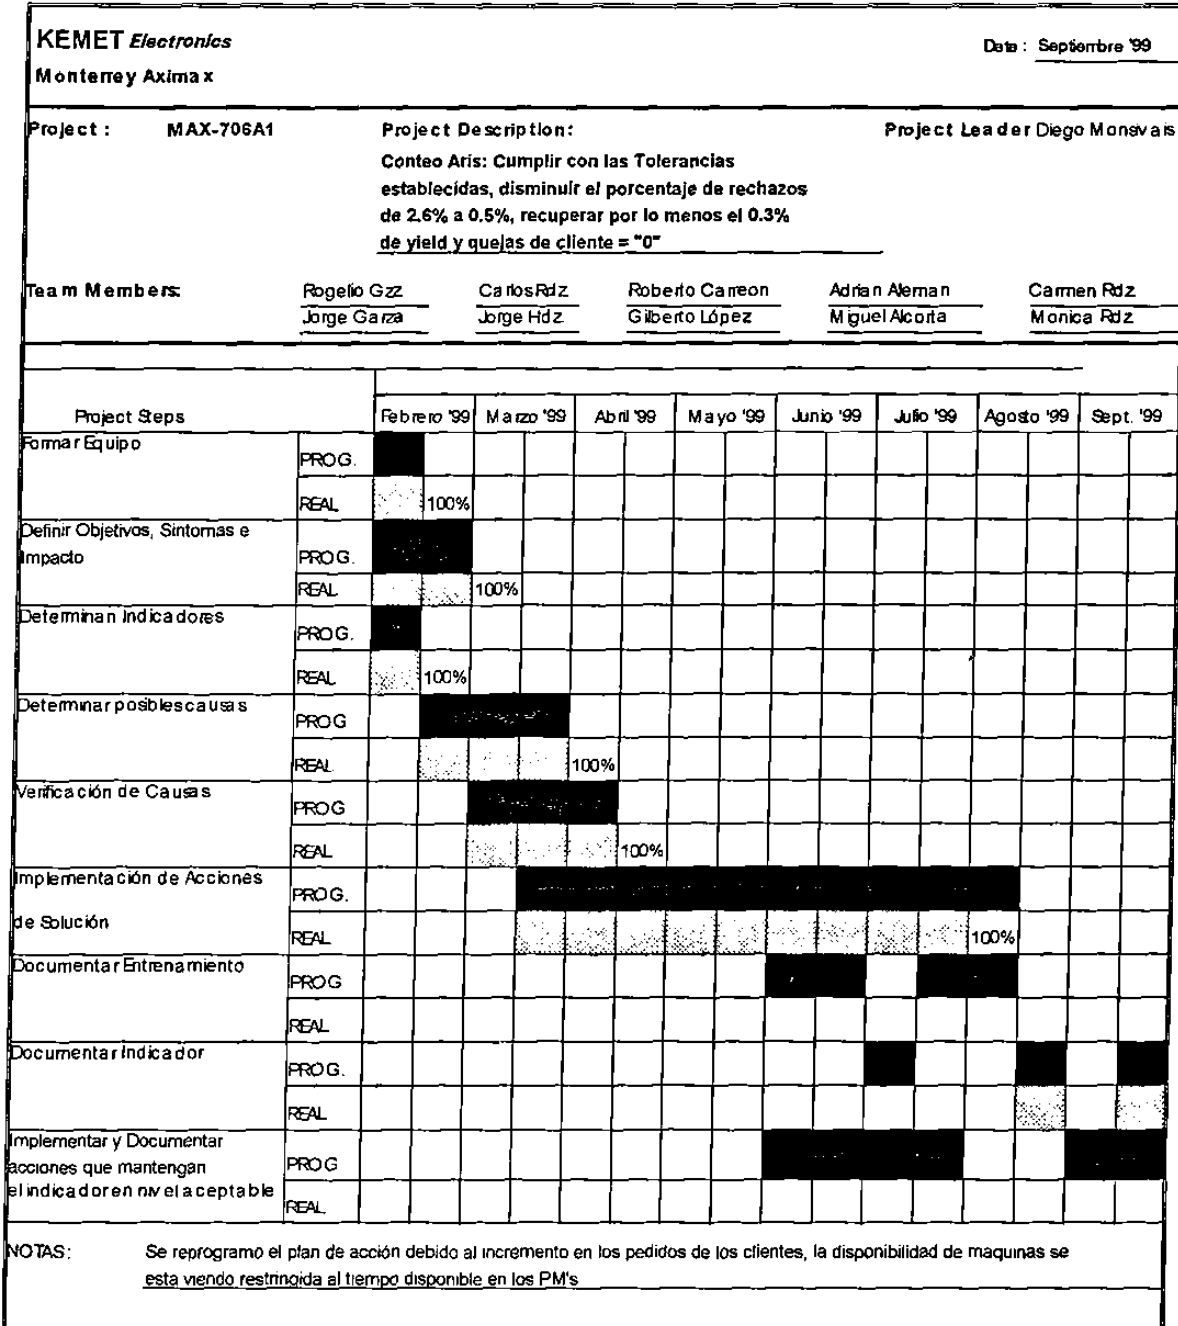 KEMET Electronics
Date : Septiembre '99
Monterrey Axima x
Project : MAX-706A1 Project Description: Project Leader Diego Monsivais
Conteo Aris: Cumplir con las Tolerancias
establecidas, disminuir el porcentaje de rechazos
de 2.6% a 0.5%, recuperar por lo menos el 0.3%
de yield y quejas de cliente = "0"
Team Members: Rogelio Gzz Carlos Rdz Roberto Carreon Adrian Aleman Carmen Rdz
Jorge Garza Jorge Hdz Gilberto López Miguel Alcorta Monica Rdz
Project Steps Febrero '99 Marzo '99 Abril '99 Mayo '99 Junio '99 Julio '99 Agosto '99 Sept. '99
Formar Equipo
PROG.
REAL 100%
Definir Objetivos, Sintomas e
Impacto PROG.
REAL 100%
Determinan Indicadores
PROG.
REAL 100%
Determinar posibles causas
PROG
REAL 100%
Verificación de Causas
PROG
REAL 100%
Implementación de Acciones
PROG.
de Solución
REAL 100%
Documentar Entrenamiento
PROG
REAL
Documentar Indicador
PROG.
REAL
Implementar y Documentar
acciones que mantengan PROG
el indicador en nivel aceptable
REAL
NOTAS: Se reprogramo el plan de acción debido al incremento en los pedidos de los clientes, la disponibilidad de maquinas se
esta viendo restringida al tiempo disponible en los PM's